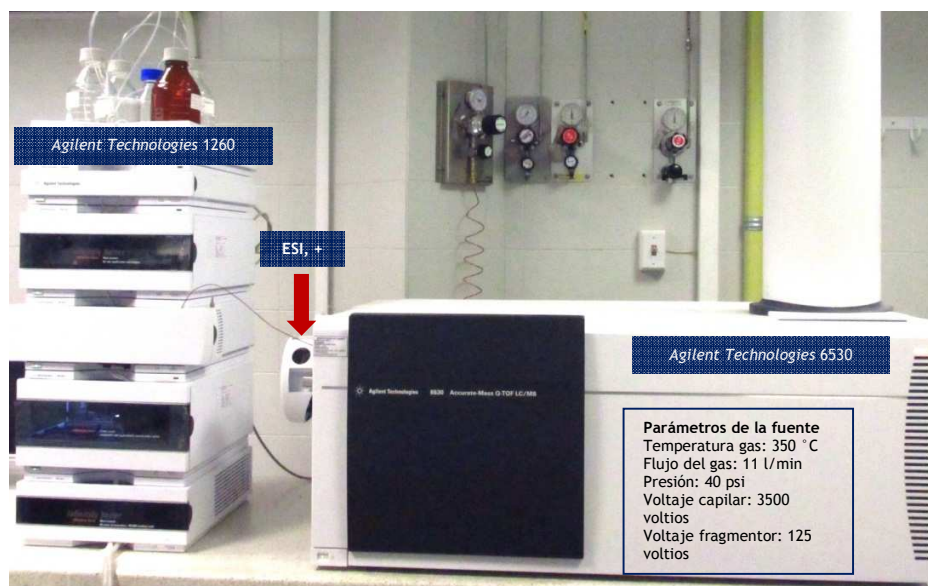 Agilent Technologies 1260
Agilent Technologies
ESI, +
Agilent Technologies 6530
Agilent Technologies 6530 Accurate-Mass Q-TOF LC/MS
Parámetros de la fuente
Temperatura gas: 350 °C
Flujo del gas: 11 l/min
Presión: 40 psi
Voltaje capilar: 3500
voltios
Voltaje fragmentor: 125
voltios